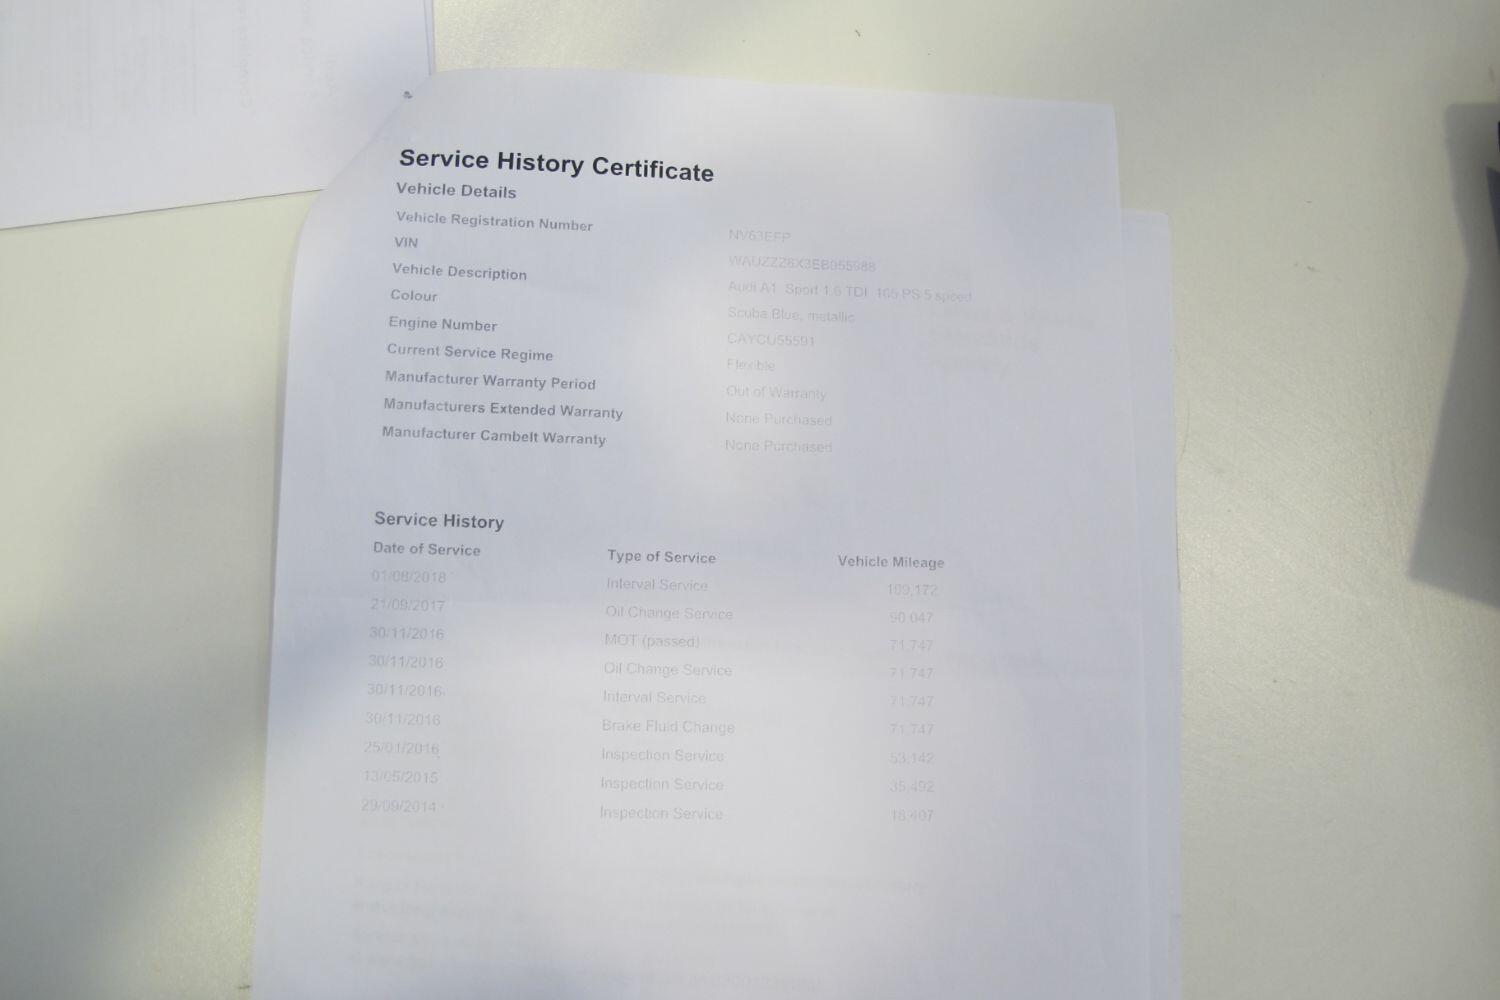 Service History Certificate
Vehicle Details
Vehicle Registration Number NV63EFP
VIN WAUZZZ8X3EB055988
Vehicle Description Audi A1 Sport 1.6 TDI 105 PS 5 speed
Colour Scuba Blue, metallic
Engine Number CAYCU55591
Current Service Regime Flexible
Manufacturer Warranty Period Out of Warranty
Manufacturers Extended Warranty None Purchased
Manufacturer Cambelt Warranty None Purchased
Service History
Date of Service Type of Service Vehicle Mileage
01/08/2018 Interval Service 109,172
21/09/2017 Oil Change Service 90,047
30/11/2016 MOT (passed) 71,747
30/11/2016 Oil Change Service 71,747
30/11/2016 Interval Service 71,747
30/11/2016 Brake Fluid Change 71,747
25/01/2016 Inspection Service 53,142
13/05/2015 Inspection Service 35,492
29/09/2014 Inspection Service 18,407